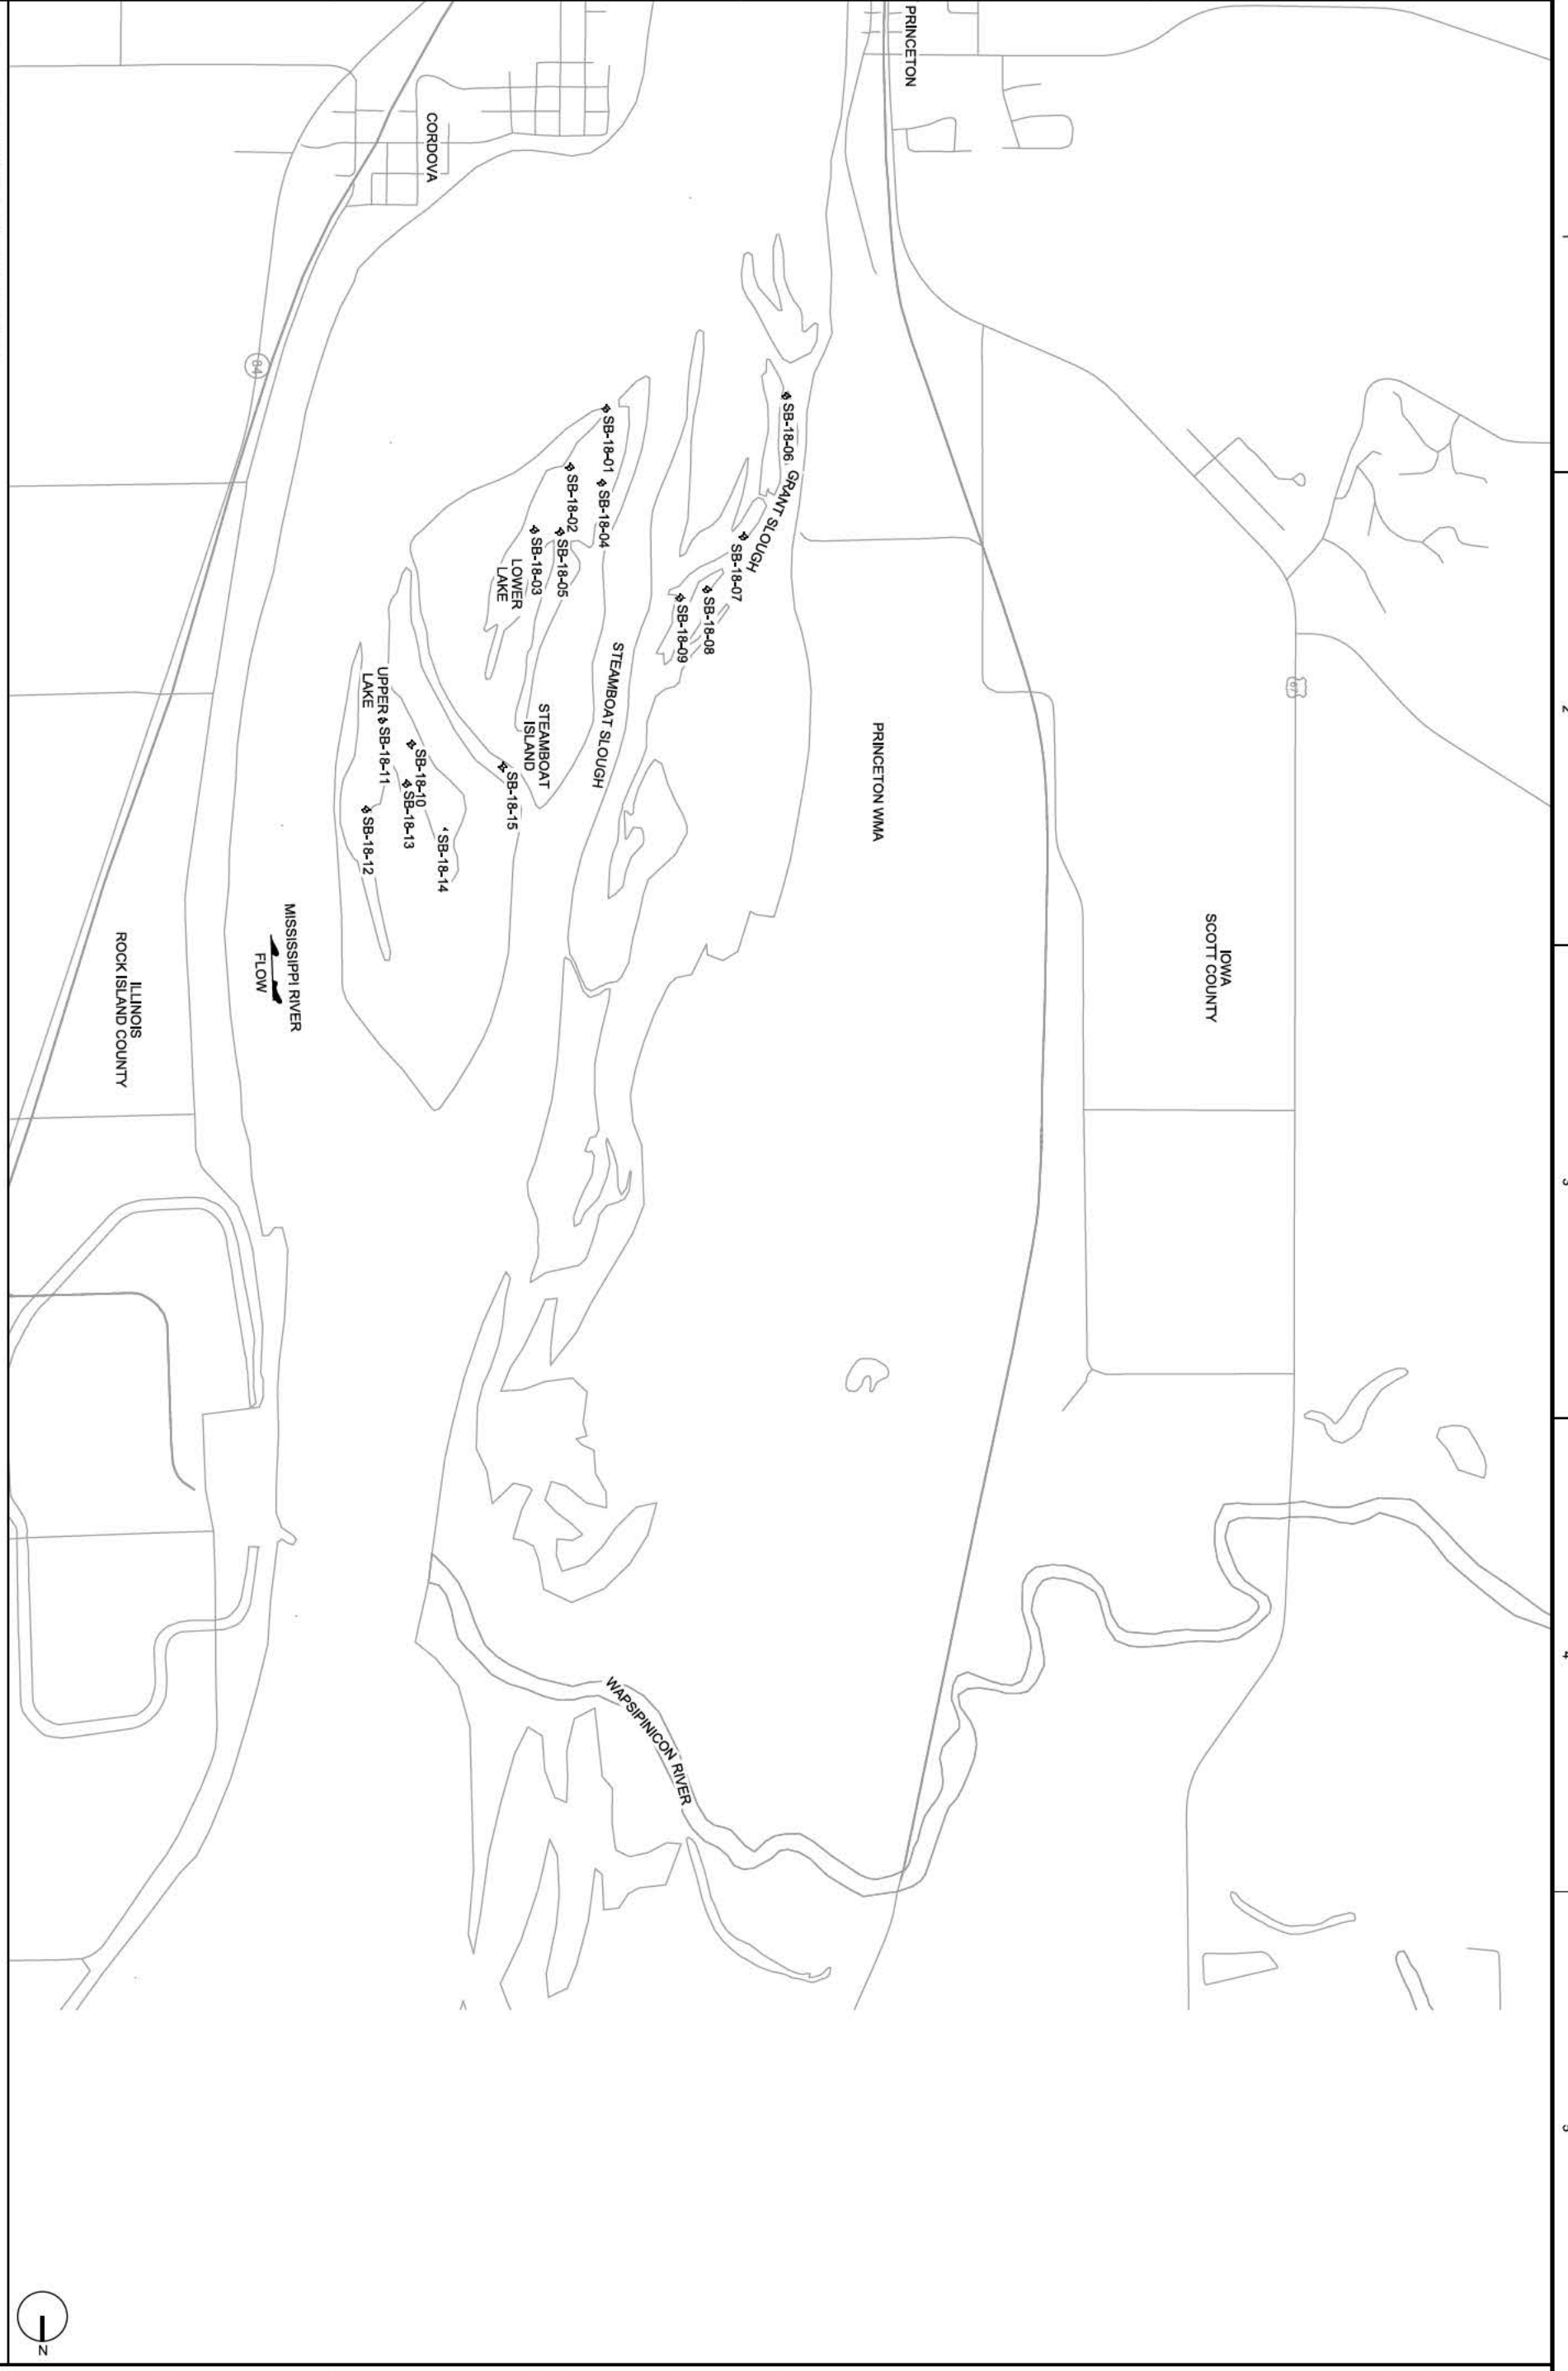 PRINCETON
CORDOVA
84
SB-18-06
GRANT SLOUGH
SB-18-01
SB-18-04
SB-18-02
SB-18-05
SB-18-03
SB-18-07
SB-18-08
SB-18-09
LOWER
LAKE
STEAMBOAT SLOUGH
STEAMBOAT
ISLAND
UPPER
LAKE
SB-18-11
SB-18-10
SB-18-13
SB-18-12
SB-18-14
SB-18-15
PRINCETON WMA
67
IOWA
SCOTT COUNTY
MISSISSIPPI RIVER
FLOW
ILLINOIS
ROCK ISLAND COUNTY
WAPSIPINICON RIVER
2
4
N